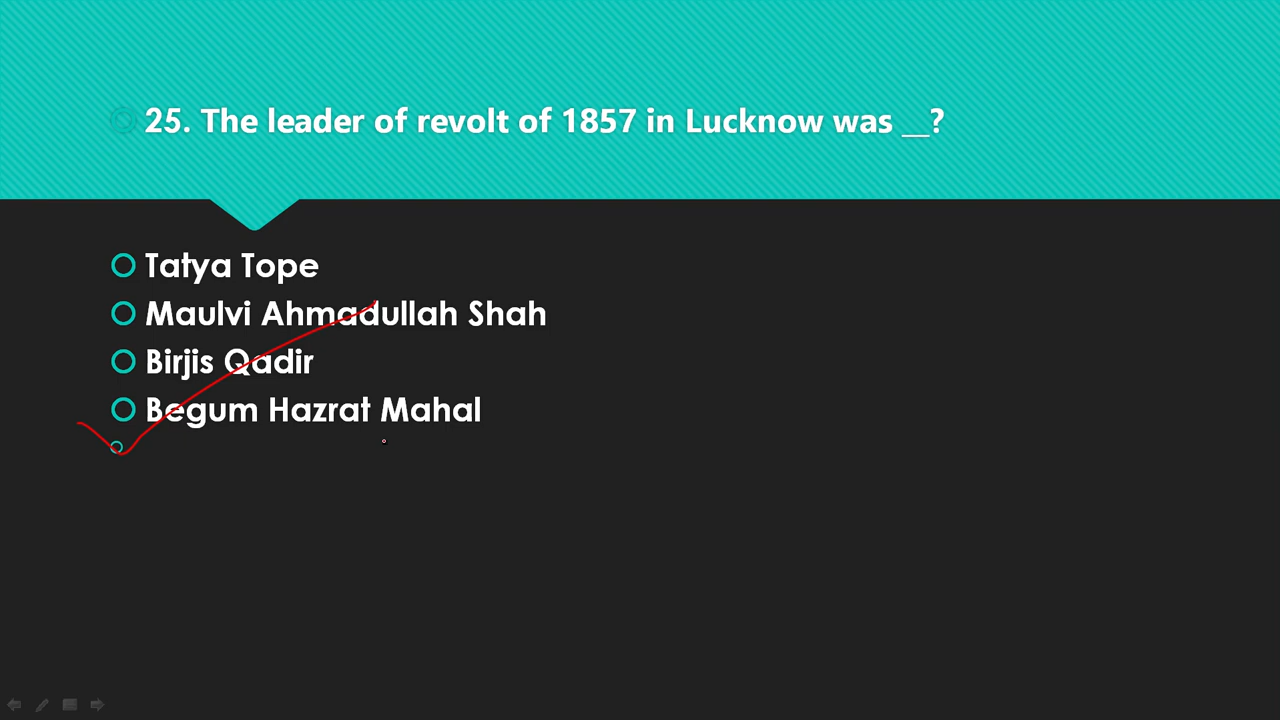 25. The leader of revolt of 1857 in Lucknow was __?
Tatya Tope
Maulvi Ahmadullah Shah
Birjis Qadir
Begum Hazrat Mahal